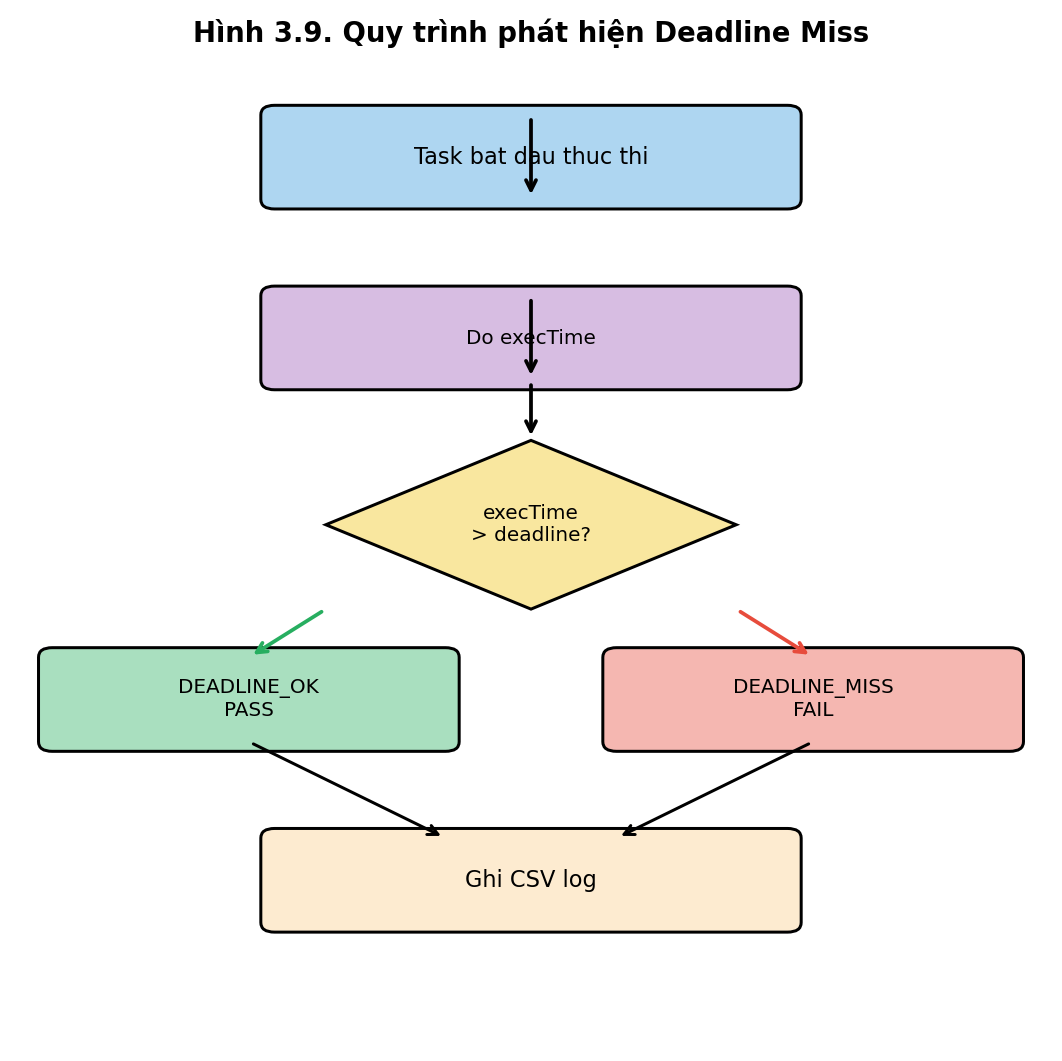 Hình 3.9. Quy trình phát hiện Deadline Miss
Task bat dau thuc thi
Do execTime
execTime
> deadline?
DEADLINE_OK
PASS
DEADLINE_MISS
FAIL
Ghi CSV log